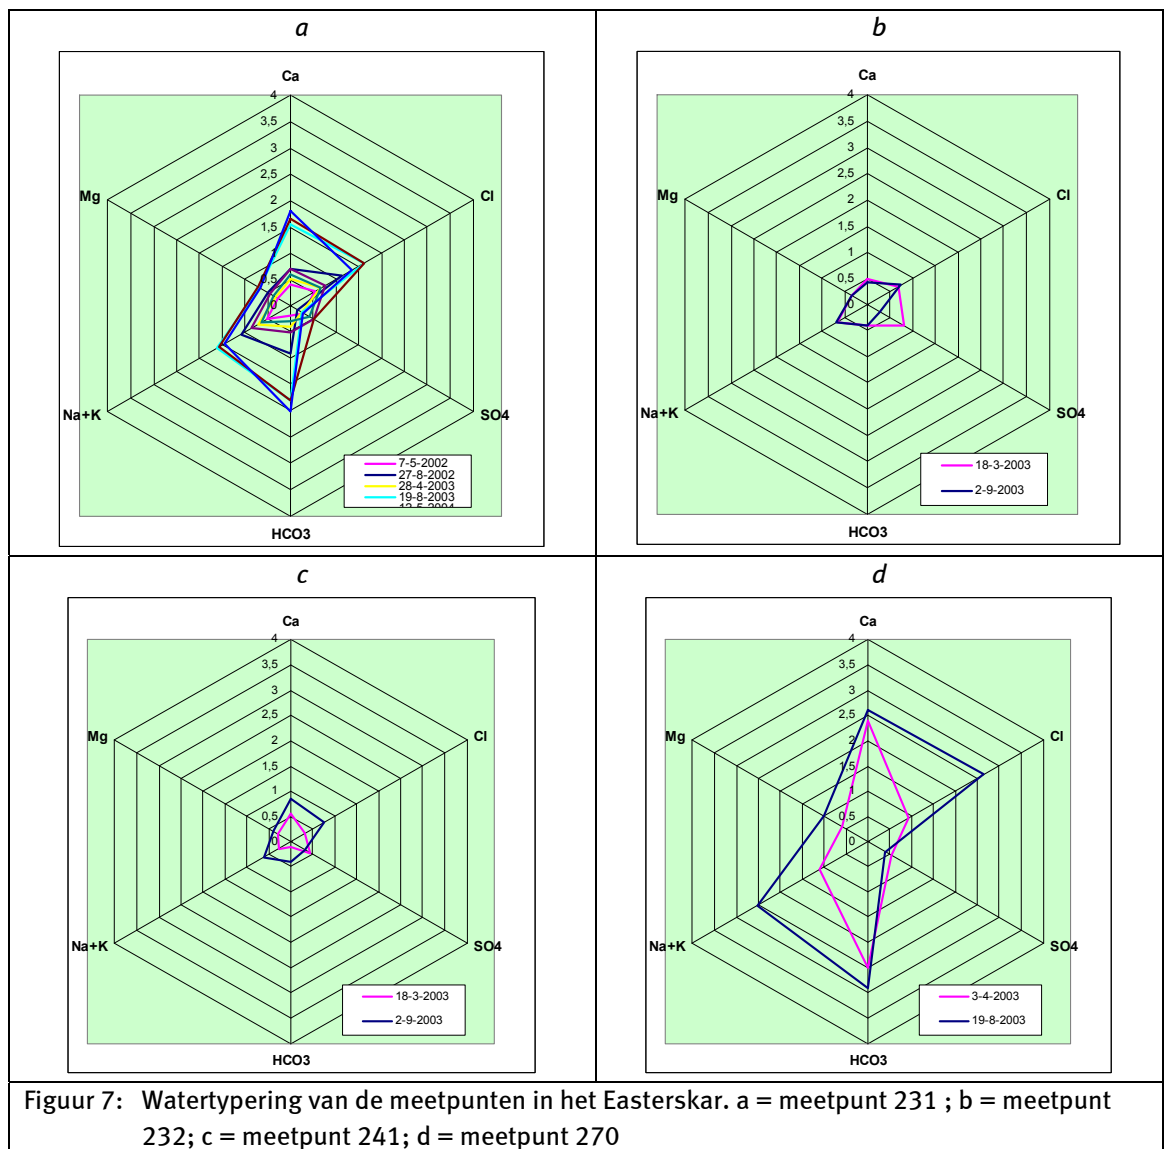 a
Ca
4
3,5
3
2,5
2
1,5
1
0,5
0
Mg
Cl
Na+K
SO4
HCO3
7-5-2002
27-8-2002
28-4-2003
19-8-2003
b
Ca
4
3,5
3
2,5
2
1,5
1
0,5
0
Mg
Cl
Na+K
SO4
HCO3
18-3-2003
2-9-2003
c
Ca
4
3,5
3
2,5
2
1,5
1
0,5
0
Mg
Cl
Na+K
SO4
HCO3
18-3-2003
2-9-2003
d
Ca
4
3,5
3
2,5
2
1,5
1
0,5
0
Mg
Cl
Na+K
SO4
HCO3
3-4-2003
19-8-2003
Figuur 7: Watertypering van de meetpunten in het Easterskar. a = meetpunt 231 ; b = meetpunt
232; c = meetpunt 241; d = meetpunt 270